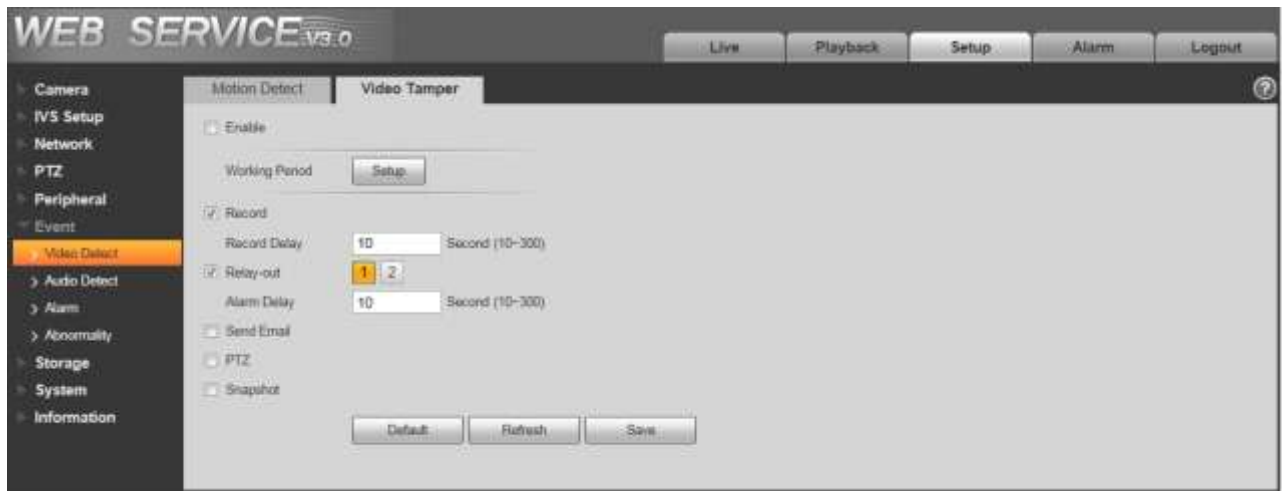 WEB SERVICE V3.0
Live Playback Setup Alarm Logout
Camera
IVS Setup
Network
PTZ
Peripheral
Event
Video Detect
Audio Detect
Alarm
Abnormality
Storage
System
Information
Motion Detect Video Tamper
?
Enable
Working Period Setup
Record
Record Delay 10 Second (10~300)
Relay-out 1 2
Alarm Delay 10 Second (10~300)
Send Email
PTZ
Snapshot
Default Refresh Save